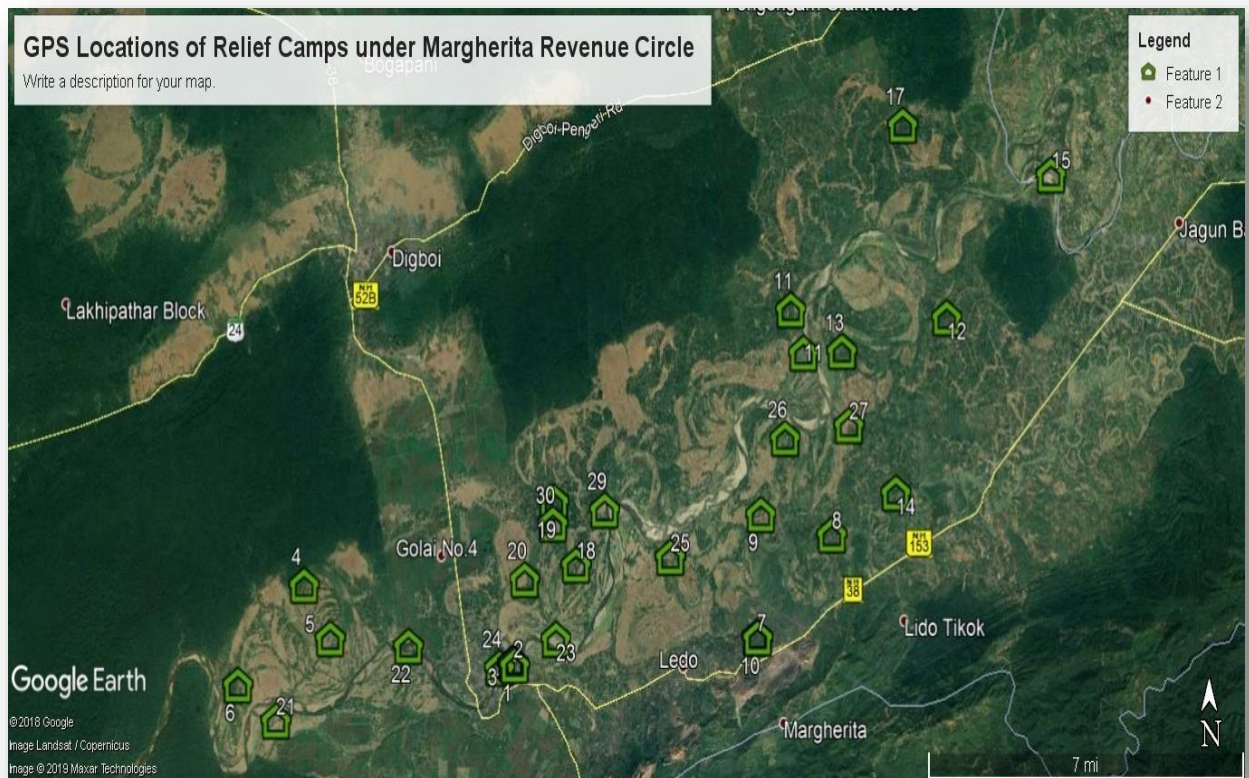 GPS Locations of Relief Camps under Margherita Revenue Circle
Write a description for your map.
Legend
Feature 1
Feature 2
Bogapani
38
17
Digboi-Pengeri-Rd
15
Jagun B
Digboi
NH
52B
Lakhipathar Block
24
11
13
12
11
26
27
30
29
19
14
9
8
NH
153
Golai No.4
4
20
18
25
NH
38
5
7
Lido Tikok
24
2
23
22
3
1
Ledo
10
6
21
Margherita
Google Earth
©2018 Google
Image Landsat / Copernicus
Image © 2019 Maxar Technologies
N
7 mi